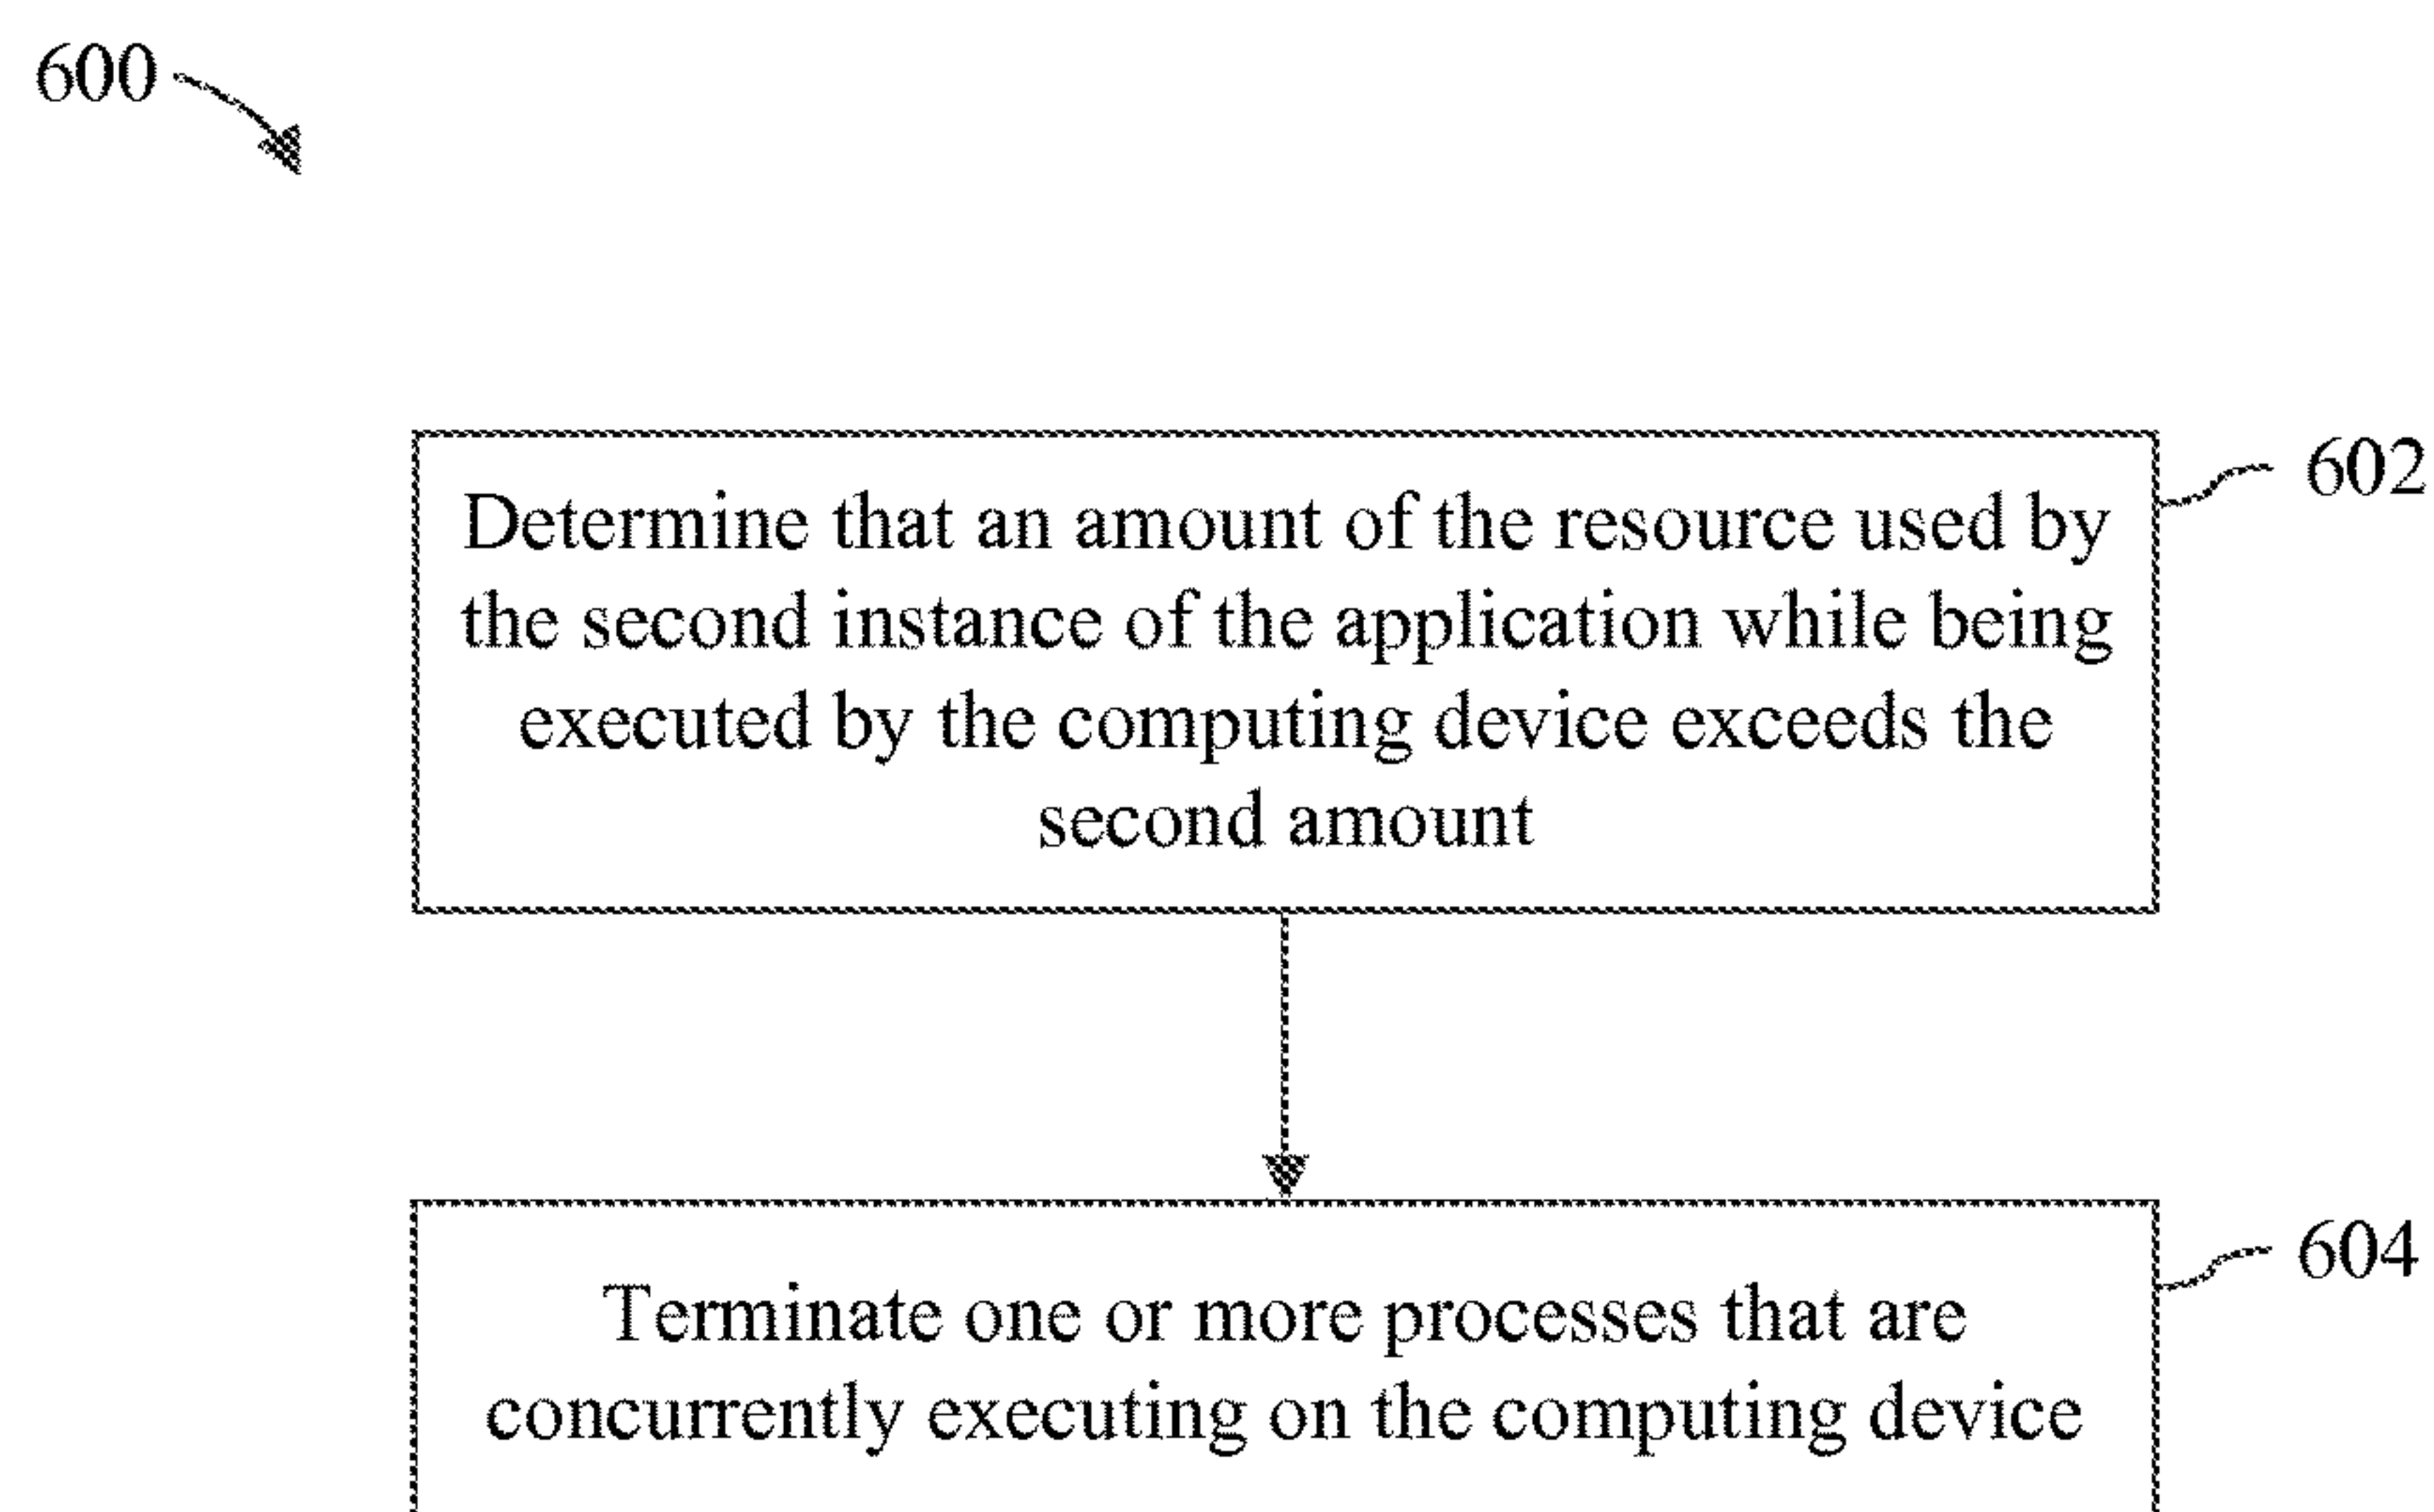 600
602
Determine that an amount of the resource used by
the second instance of the application while being
executed by the computing device exceeds the
second amount
604
Terminate one or more processes that are
concurrently executing on the computing device